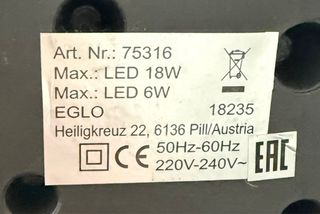 Art. Nr.: 75316
Max.: LED 18W
Max.: LED 6W
EGLO 18235
Heiligkreuz 22, 6136 Pill/Austria
CE 50Hz-60Hz
220V-240V~
EAC